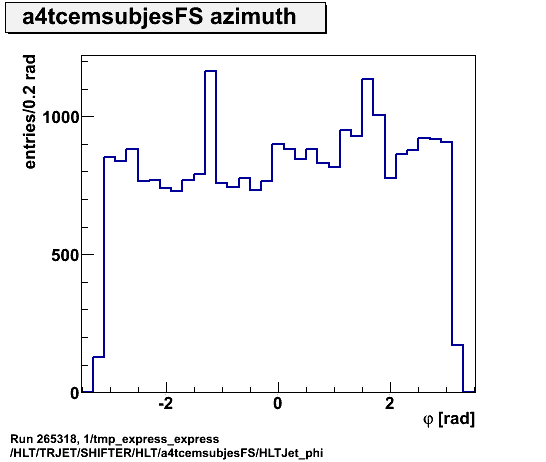 a4tcemsubjesFS azimuth
entries/0.2 rad
1000
500
0
-2 0 2
φ [rad]
Run 265318, 1/tmp_express_express
/HLT/TRJET/SHIFTER/HLT/a4tcemsubjesFS/HLTJet_phi